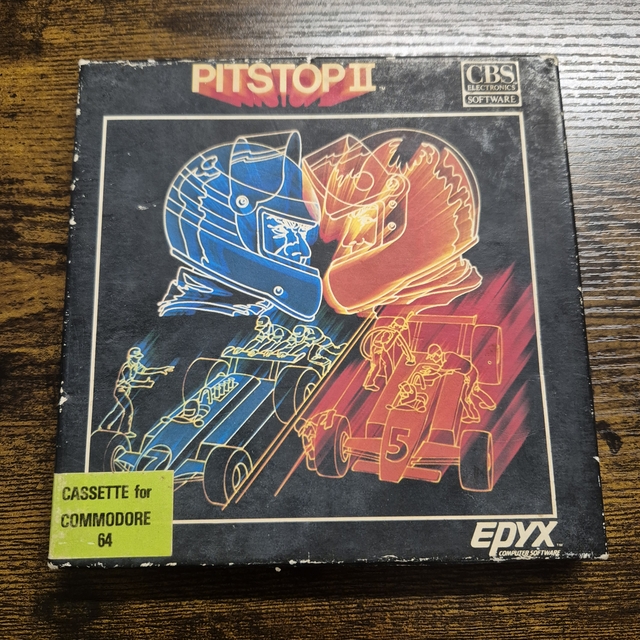 PITSTOP II
CBS
ELECTRONICS
SOFTWARE
5
CASSETTE for
COMMODORE
64
EPYX
COMPUTER SOFTWARE